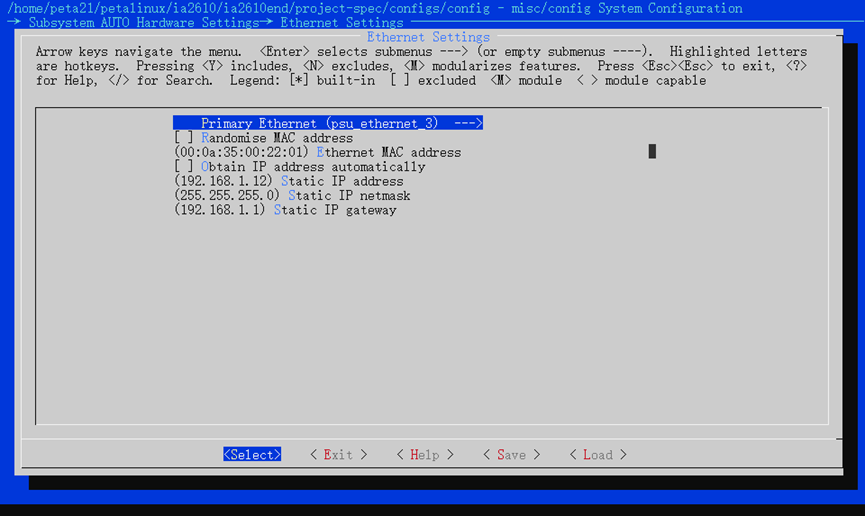 /home/peta21/petalinux/ia2610/ia2610end/project-spec/configs/config - misc/config System Configuration
→ Subsystem AUTO Hardware Settings→ Ethernet Settings
Ethernet Settings
Arrow keys navigate the menu.  <Enter> selects submenus ---> (or empty submenus ----).  Highlighted letters
are hotkeys.  Pressing <Y> includes, <N> excludes, <M> modularizes features.  Press <Esc><Esc> to exit, <?>
for Help, </> for Search.  Legend: [*] built-in  [ ] excluded  <M> module  < > module capable
Primary Ethernet (psu_ethernet_3)  --->
[ ] Randomise MAC address
(00:0a:35:00:22:01) Ethernet MAC address
[ ] Obtain IP address automatically
(192.168.1.12) Static IP address
(255.255.255.0) Static IP netmask
(192.168.1.1) Static IP gateway
<Select>    < Exit >    < Help >    < Save >    < Load >